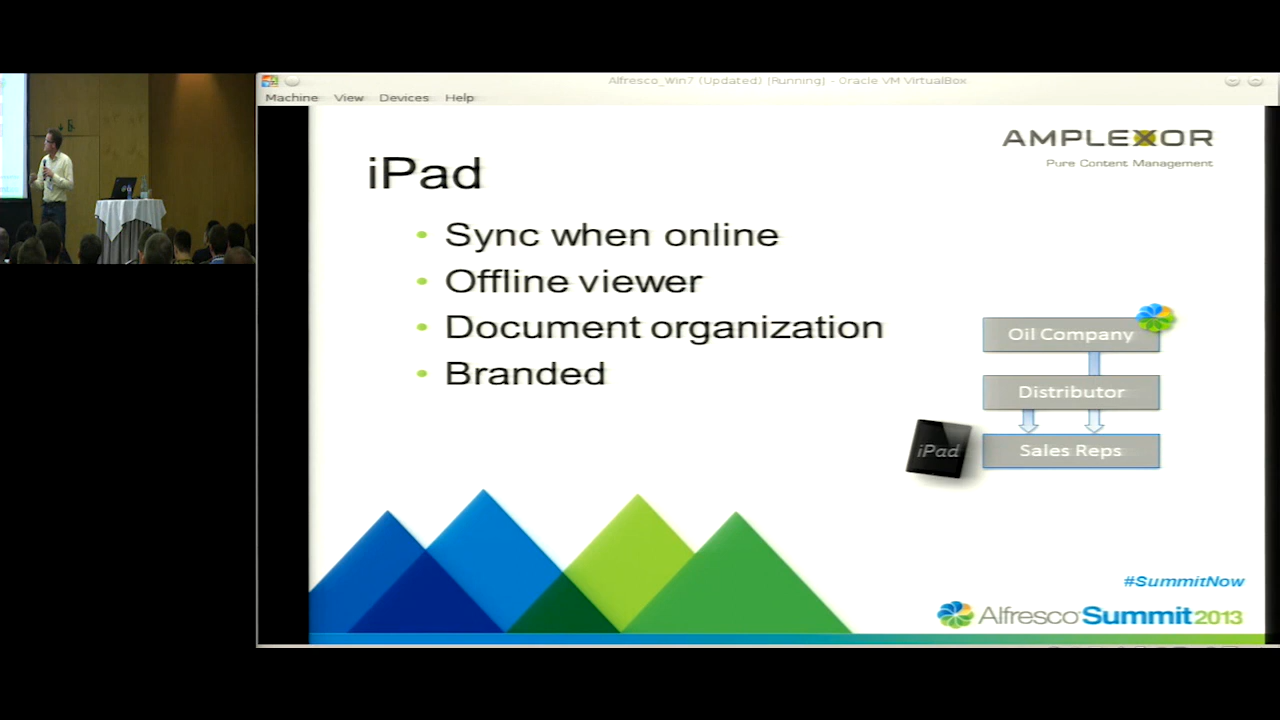 Alfresco_Win7 (Updated) [Running] - Oracle VM VirtualBox
Machine View Devices Help
AMPLEXOR
Pure Content Management
iPad
• Sync when online
• Offline viewer
• Document organization
• Branded
Oil Company
Distributor
iPad
Sales Reps
#SummitNow
Alfresco Summit 2013